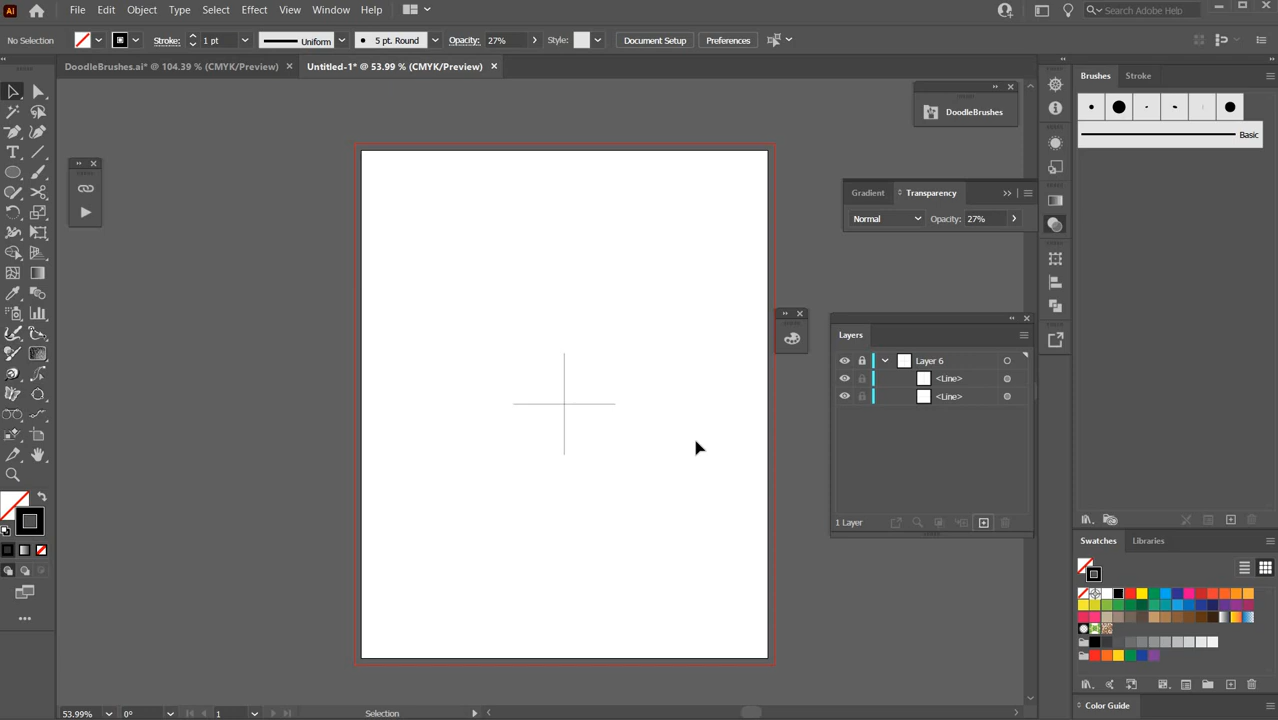 Ai File Edit Object Type Select Effect View Window Help Search Adobe Help
No Selection Stroke: 1 pt Uniform 5 pt. Round Opacity: 27% Style: Document Setup Preferences
DoodleBrushes.ai* @ 104.39 % (CMYK/Preview) Untitled-1* @ 53.99 % (CMYK/Preview)
Brushes Stroke
DoodleBrushes
Basic
Gradient Transparency
Normal Opacity: 27%
Layers
Layer 6
<Line>
<Line>
1 Layer
Swatches Libraries
Color Guide
53.99% 0° 1 Selection